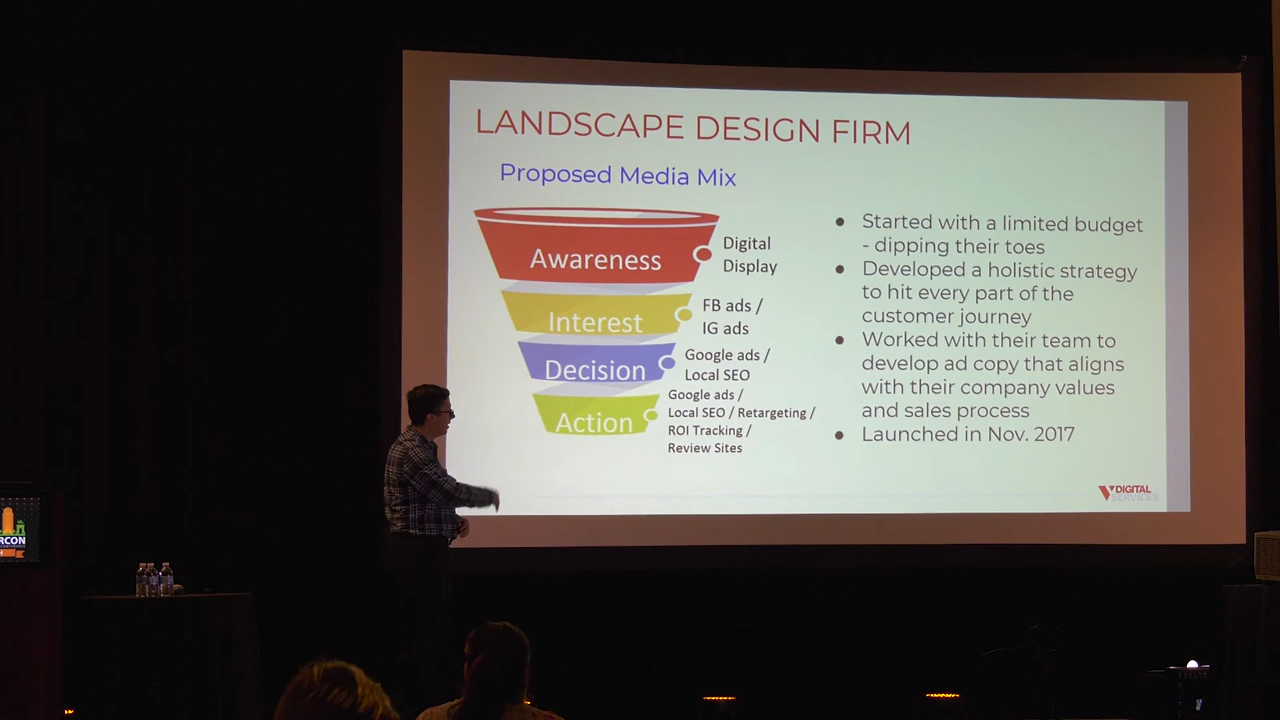 LANDSCAPE DESIGN FIRM
Proposed Media Mix
Awareness
Digital
Display
Interest
FB ads /
IG ads
Decision
Google ads /
Local SEO
Action
Google ads /
Local SEO / Retargeting /
ROI Tracking /
Review Sites
● Started with a limited budget
- dipping their toes
● Developed a holistic strategy
to hit every part of the
customer journey
● Worked with their team to
develop ad copy that aligns
with their company values
and sales process
● Launched in Nov. 2017
DIGITAL
SERVICES
RCON